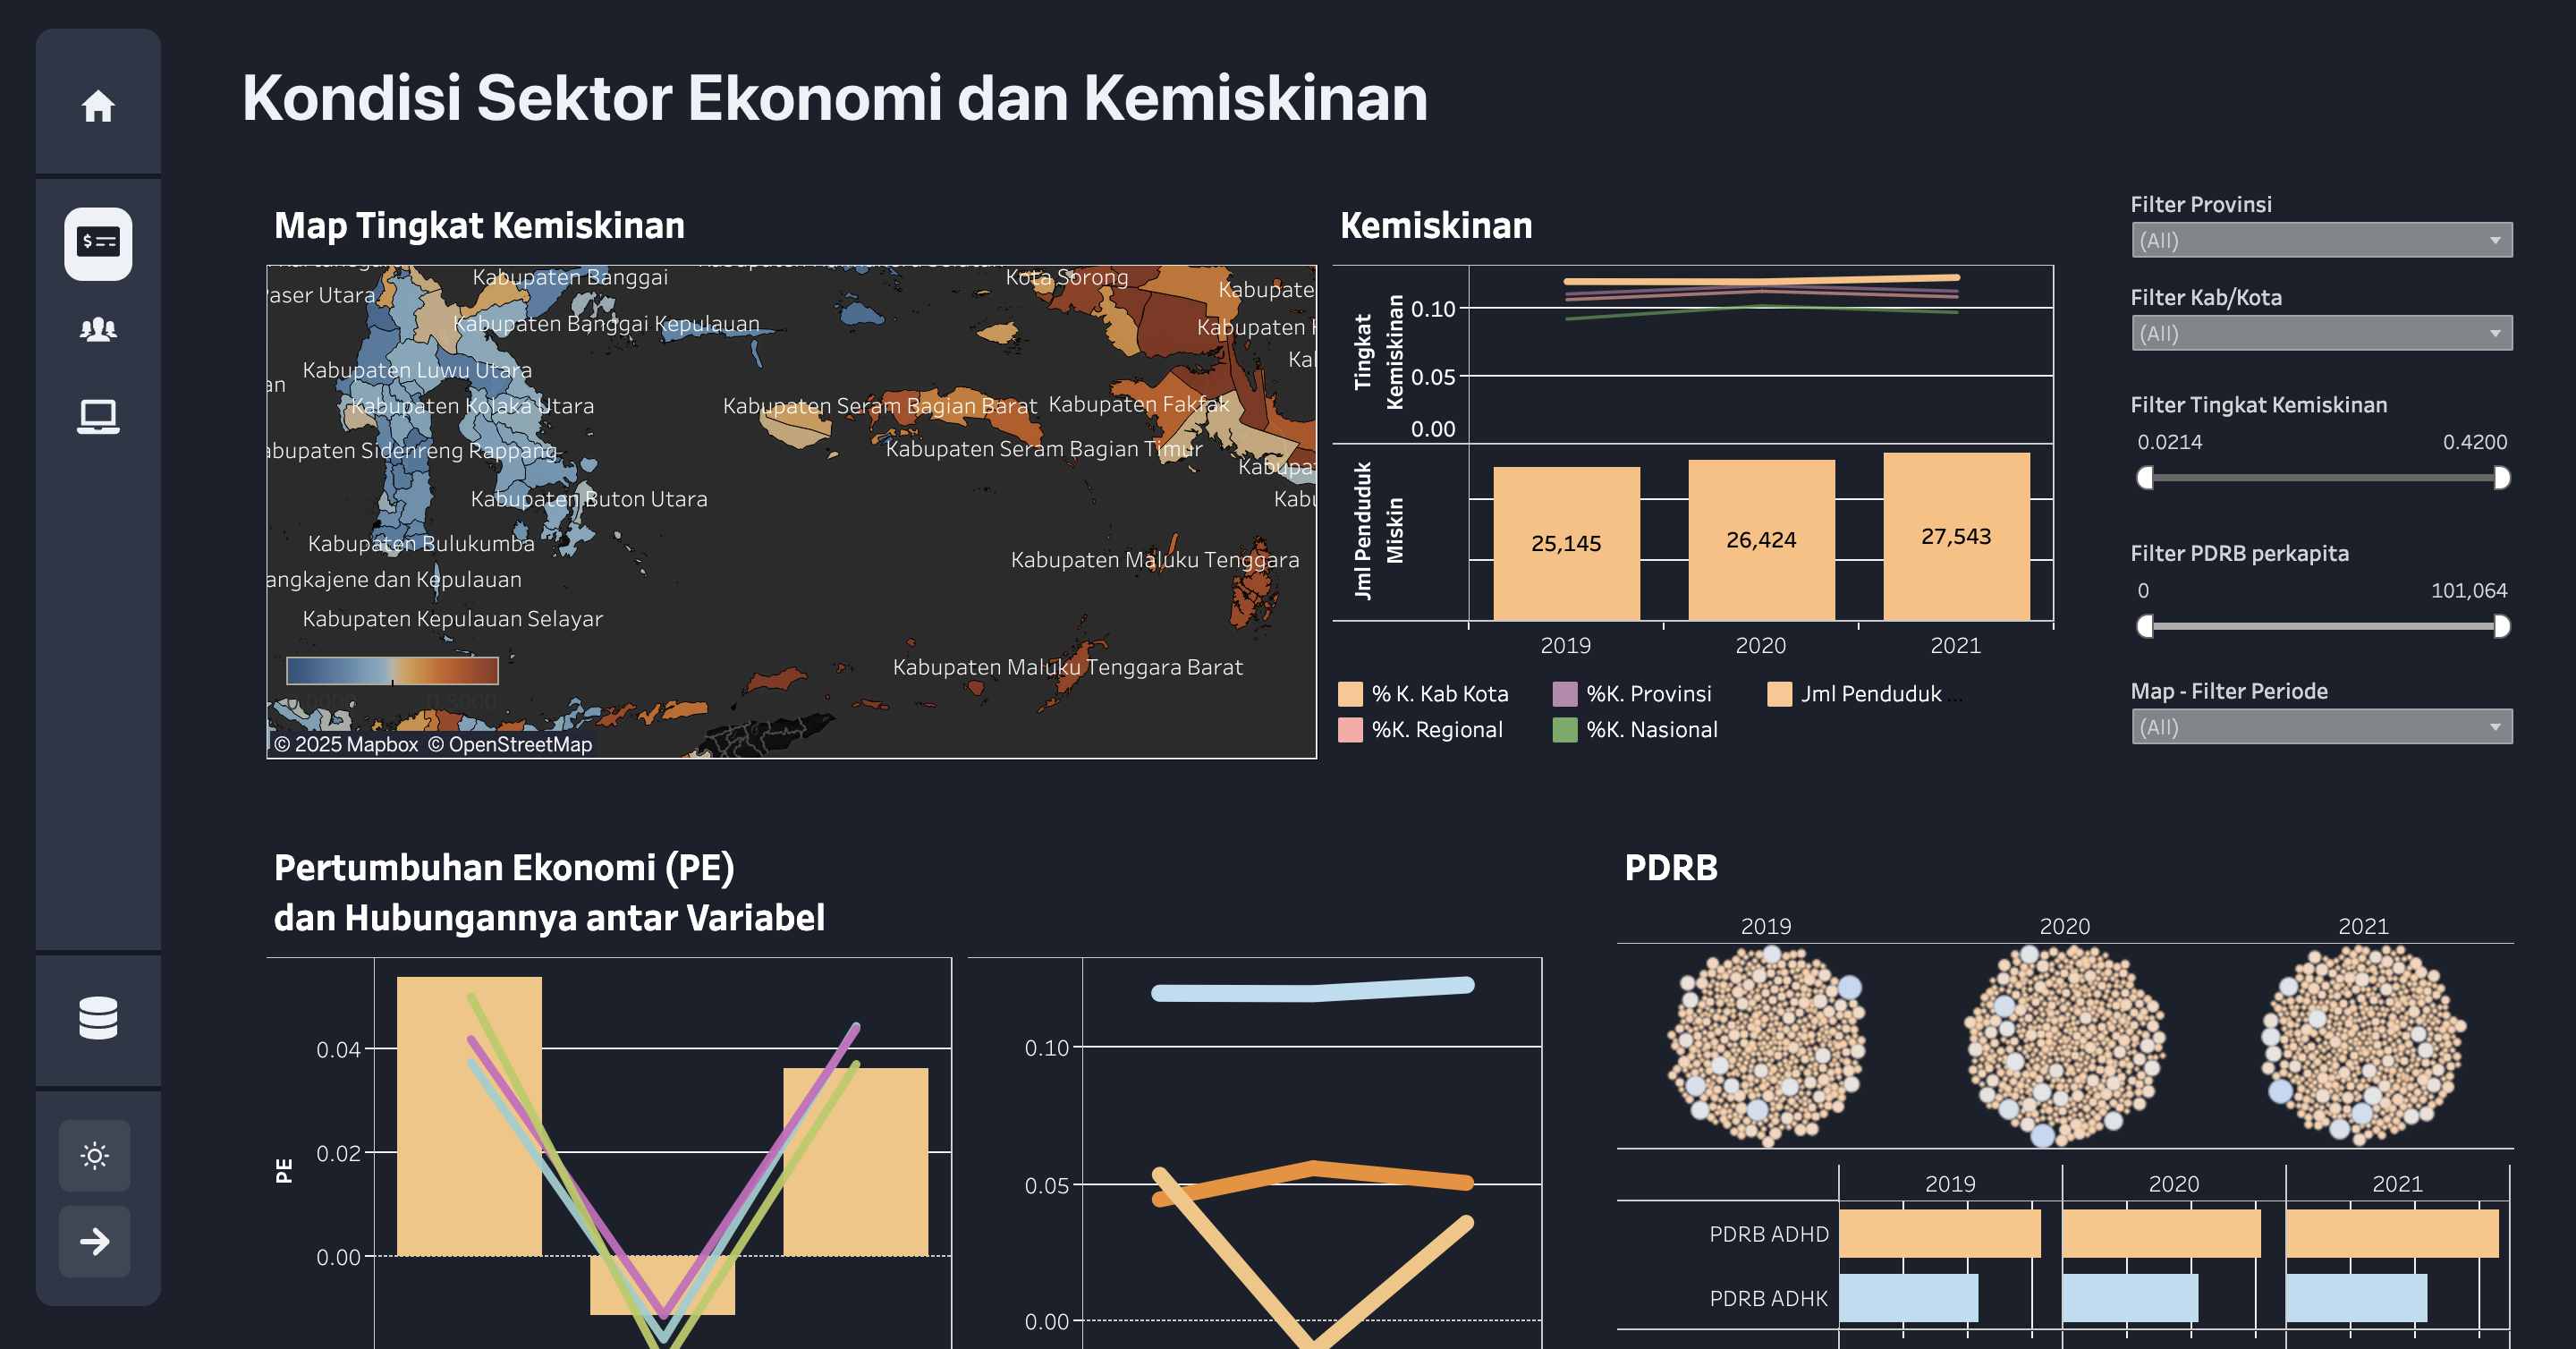 Kondisi Sektor Ekonomi dan Kemiskinan
Map Tingkat Kemiskinan
Kabupaten Banggai
Kota Sorong
Paser Utara
Kabupaten Banggai Kepulauan
Kabupaten Luwu Utara
Kabupaten Kolaka Utara
Kabupaten Seram Bagian Barat
Kabupaten Fakfak
Kabupaten Sidenreng Rappang
Kabupaten Seram Bagian Timur
Kabupaten Buton Utara
Kabupaten Bulukumba
Kabupaten Maluku Tenggara
angkajene dan Kepulauan
Kabupaten Kepulauan Selayar
Kabupaten Maluku Tenggara Barat
0.0000 0.3000
© 2025 Mapbox © OpenStreetMap
Kemiskinan
Tingkat
Kemiskinan
0.10
0.05
0.00
Jml Penduduk
Miskin
25,145
26,424
27,543
2019
2020
2021
% K. Kab Kota
%K. Provinsi
Jml Penduduk ...
%K. Regional
%K. Nasional
Filter Provinsi
(All)
Filter Kab/Kota
(All)
Filter Tingkat Kemiskinan
0.0214 0.4200
Filter PDRB perkapita
0 101,064
Map - Filter Periode
(All)
Pertumbuhan Ekonomi (PE)
dan Hubungannya antar Variabel
PE
0.04
0.02
0.00
0.10
0.05
0.00
PDRB
2019
2020
2021
2019
2020
2021
PDRB ADHD
PDRB ADHK